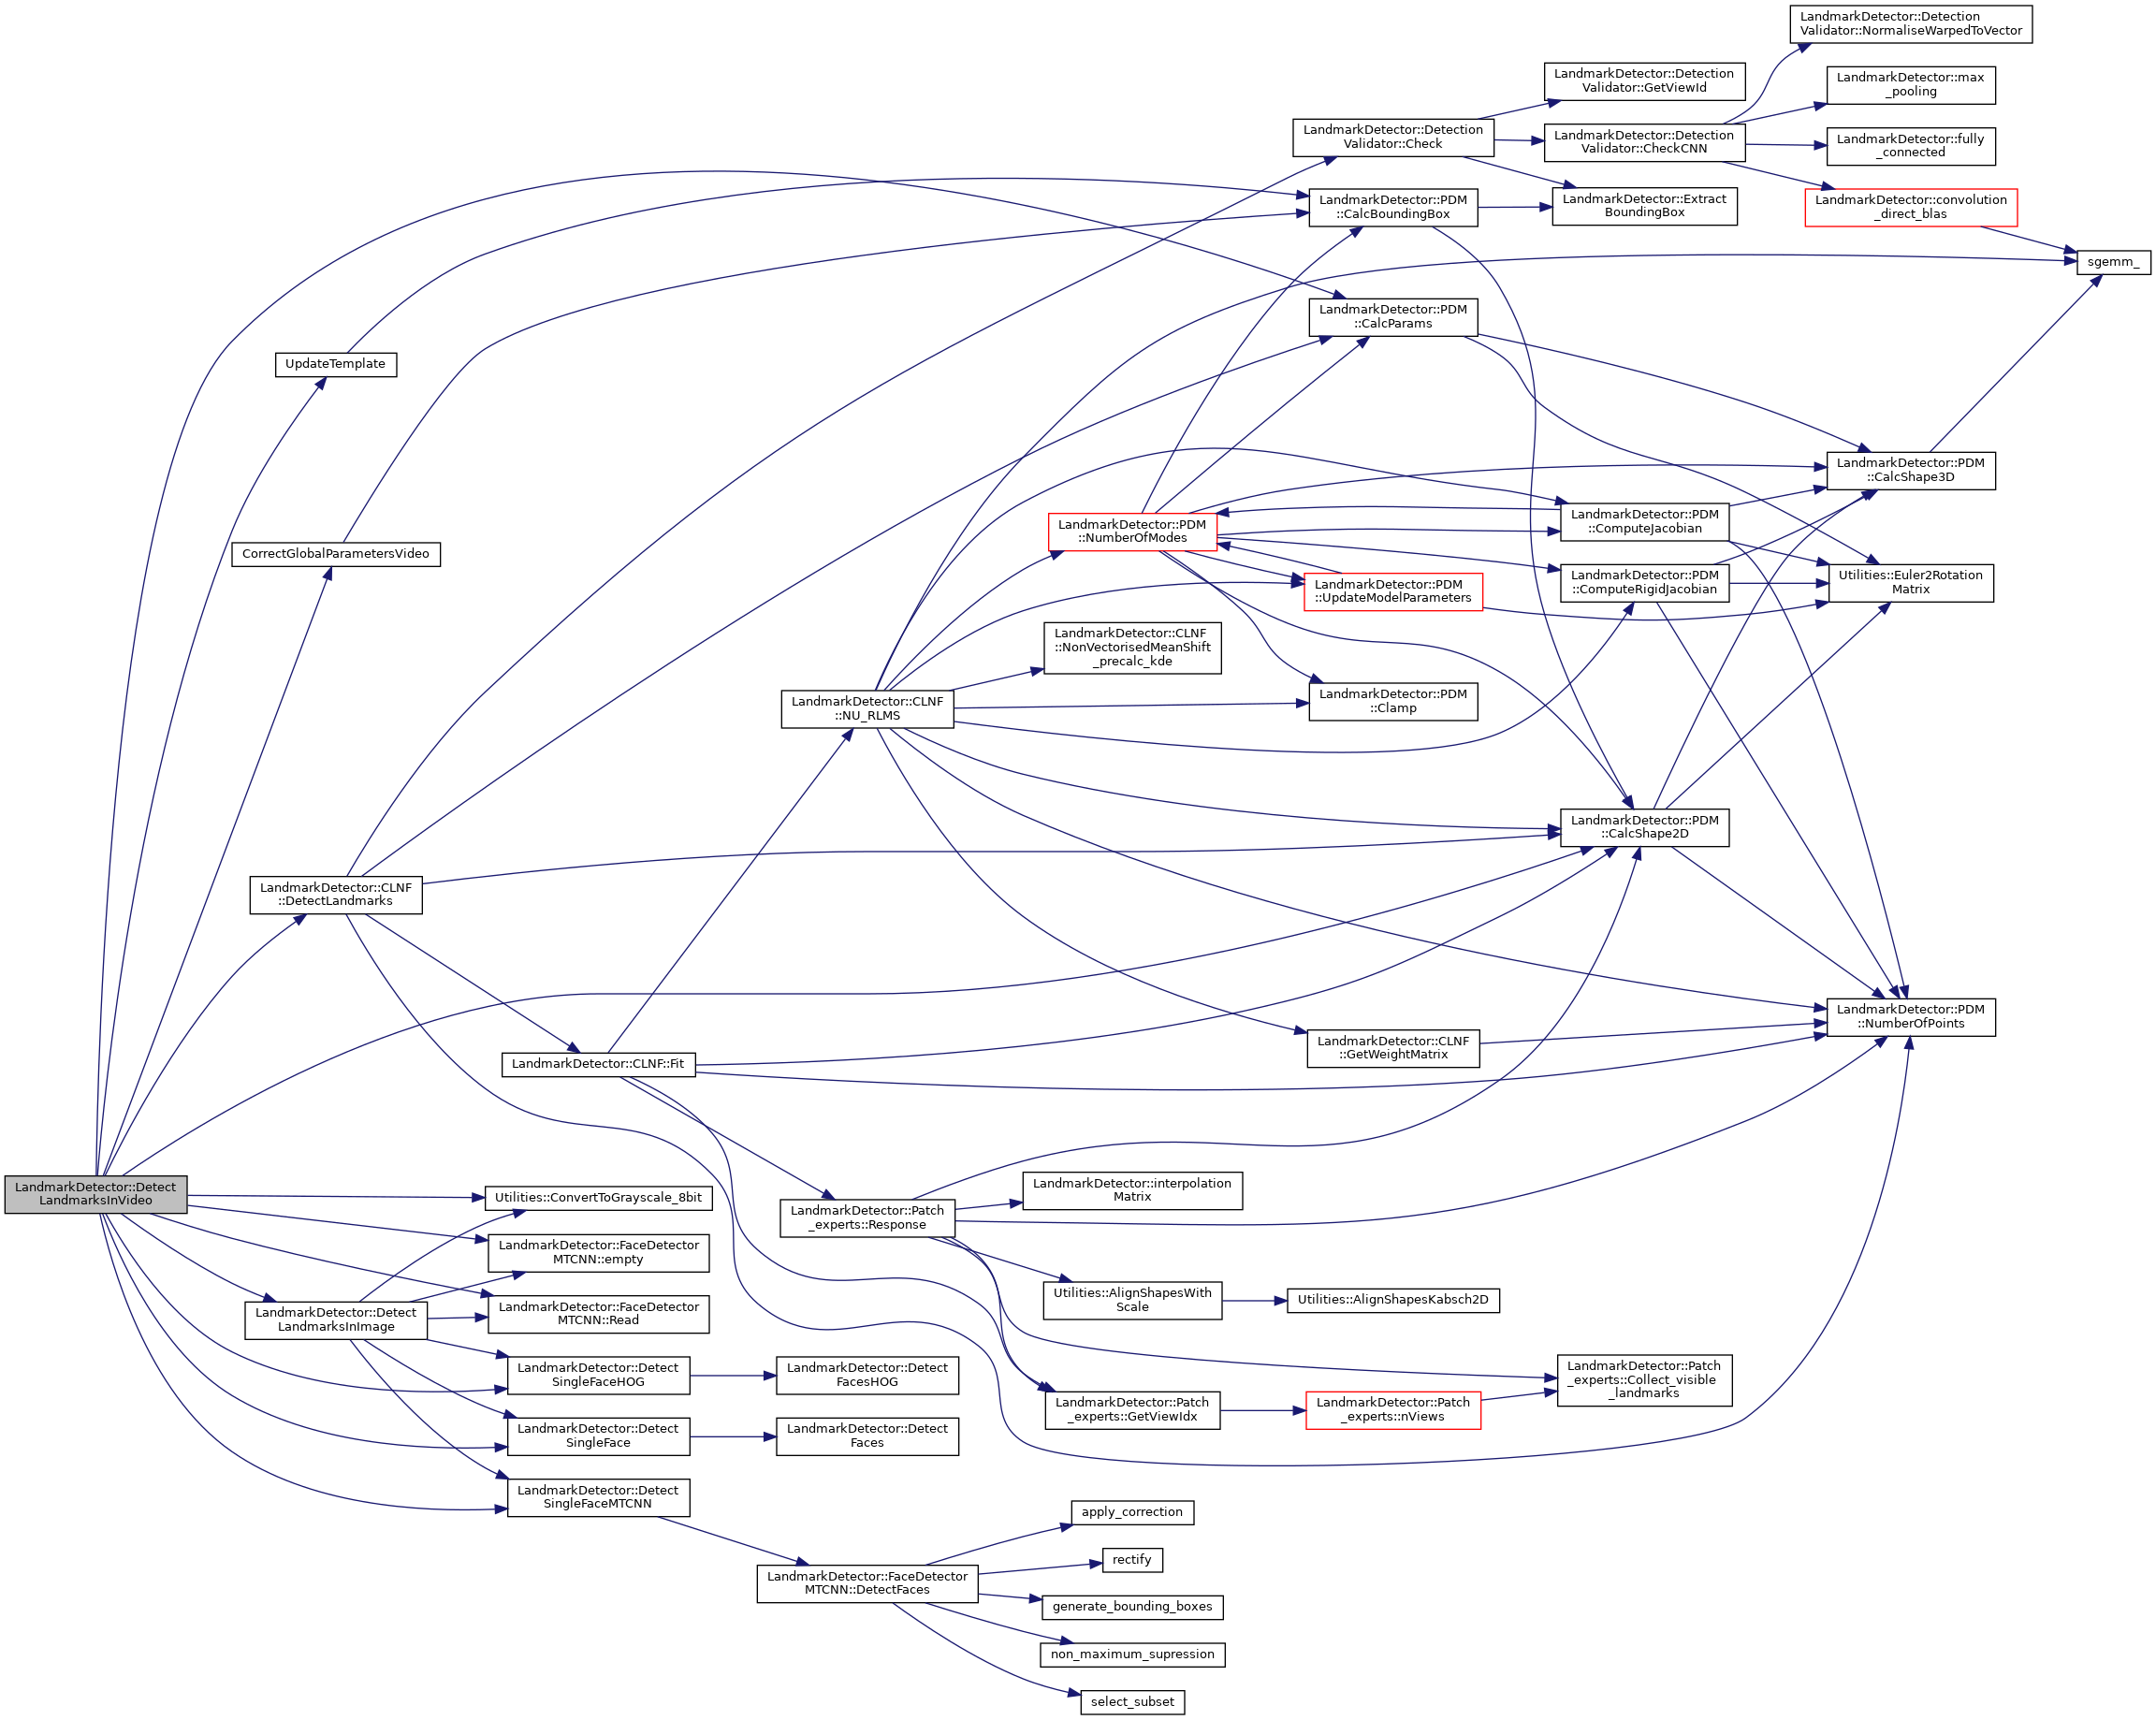 LandmarkDetector::Detection
Validator::NormaliseWarpedToVector
LandmarkDetector::Detection
Validator::GetViewId
LandmarkDetector::max
_pooling
LandmarkDetector::Detection
Validator::Check
LandmarkDetector::Detection
Validator::CheckCNN
LandmarkDetector::fully
_connected
LandmarkDetector::PDM
::CalcBoundingBox
LandmarkDetector::Extract
BoundingBox
LandmarkDetector::convolution
_direct_blas
sgemm_
LandmarkDetector::PDM
::CalcParams
UpdateTemplate
LandmarkDetector::PDM
::CalcShape3D
CorrectGlobalParametersVideo
LandmarkDetector::PDM
::NumberOfModes
LandmarkDetector::PDM
::ComputeJacobian
LandmarkDetector::PDM
::UpdateModelParameters
LandmarkDetector::PDM
::ComputeRigidJacobian
Utilities::Euler2Rotation
Matrix
LandmarkDetector::CLNF
::NonVectorisedMeanShift
_precalc_kde
LandmarkDetector::CLNF
::NU_RLMS
LandmarkDetector::PDM
::Clamp
LandmarkDetector::PDM
::CalcShape2D
LandmarkDetector::CLNF
::DetectLandmarks
LandmarkDetector::PDM
::NumberOfPoints
LandmarkDetector::CLNF::Fit
LandmarkDetector::CLNF
::GetWeightMatrix
LandmarkDetector::Detect
LandmarksInVideo
Utilities::ConvertToGrayscale_8bit
LandmarkDetector::Patch
_experts::Response
LandmarkDetector::interpolation
Matrix
LandmarkDetector::FaceDetector
MTCNN::empty
LandmarkDetector::Detect
LandmarksInImage
LandmarkDetector::FaceDetector
MTCNN::Read
Utilities::AlignShapesWith
Scale
Utilities::AlignShapesKabsch2D
LandmarkDetector::Detect
SingleFaceHOG
LandmarkDetector::Detect
FacesHOG
LandmarkDetector::Patch
_experts::GetViewIdx
LandmarkDetector::Patch
_experts::nViews
LandmarkDetector::Patch
_experts::Collect_visible
_landmarks
LandmarkDetector::Detect
SingleFace
LandmarkDetector::Detect
Faces
LandmarkDetector::Detect
SingleFaceMTCNN
LandmarkDetector::FaceDetector
MTCNN::DetectFaces
apply_correction
rectify
generate_bounding_boxes
non_maximum_supression
select_subset